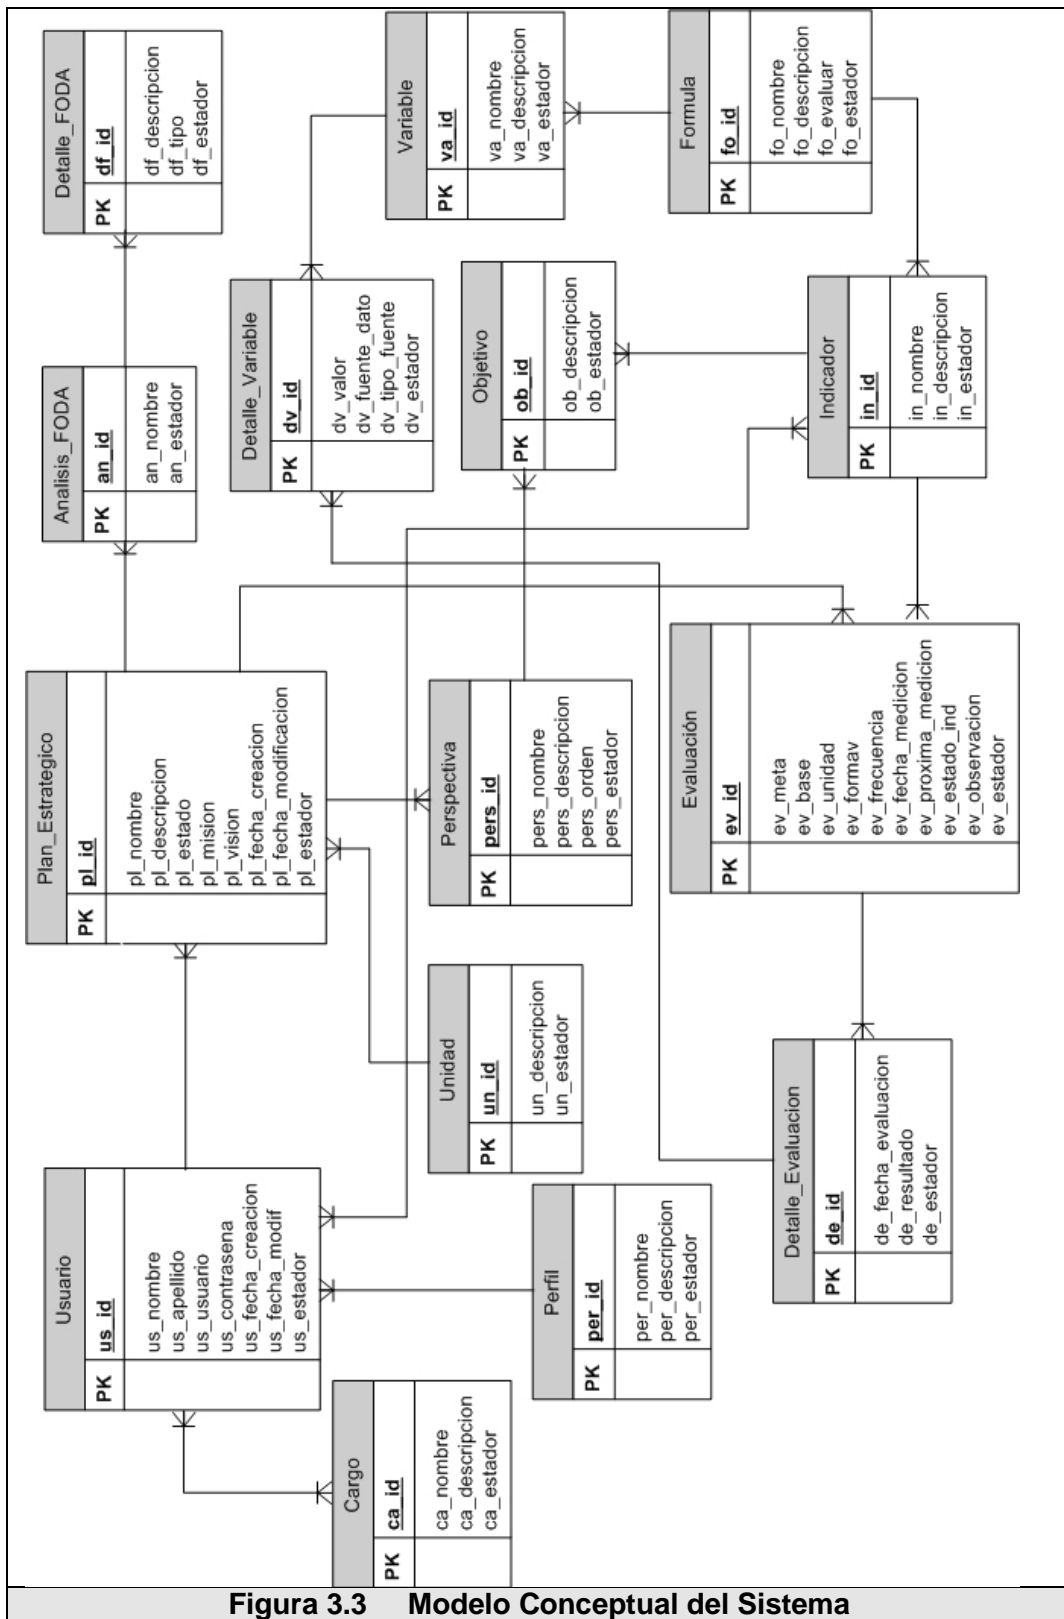 Cargo
PK ca_id
ca_nombre
ca_descripcion
ca_estador
Usuario
PK us_id
us_nombre
us_apellido
us_usuario
us_contrasena
us_fecha_creacion
us_fecha_modif
us_estador
Perfil
PK per_id
per_nombre
per_descripcion
per_estador
Unidad
PK un_id
un_descripcion
un_estador
Detalle_Evaluacion
PK de_id
de_fecha_evaluacion
de_resultado
de_estador
Plan_Estrategico
PK pl_id
pl_nombre
pl_descripcion
pl_estado
pl_mision
pl_vision
pl_fecha_creacion
pl_fecha_modificacion
pl_estador
Perspectiva
PK pers_id
pers_nombre
pers_descripcion
pers_orden
pers_estador
Evaluación
PK ev_id
ev_meta
ev_base
ev_unidad
ev_formav
ev_frecuencia
ev_fecha_medicion
ev_proxima_medicion
ev_estado_ind
ev_observacion
ev_estador
Analisis_FODA
PK an_id
an_nombre
an_estador
Detalle_Variable
PK dv_id
dv_valor
dv_fuente_dato
dv_tipo_fuente
dv_estador
Objetivo
PK ob_id
ob_descripcion
ob_estador
Indicador
PK in_id
in_nombre
in_descripcion
in_estador
Detalle_FODA
PK df_id
df_descripcion
df_tipo
df_estador
Variable
PK va_id
va_nombre
va_descripcion
va_estador
Formula
PK fo_id
fo_nombre
fo_descripcion
fo_evaluar
fo_estador
Figura 3.3 Modelo Conceptual del Sistema